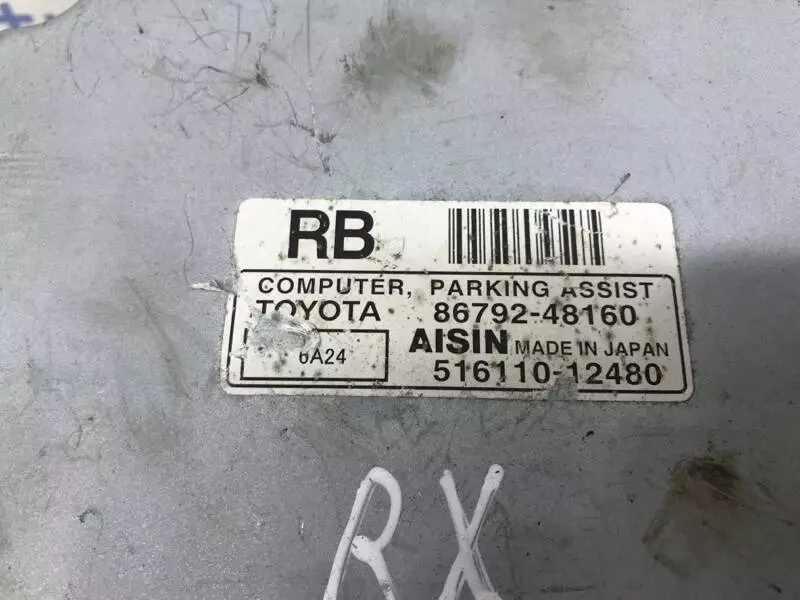 RB
COMPUTER, PARKING ASSIST
TOYOTA 86792-48160
AISIN MADE IN JAPAN
6A24
516110-12480
RX